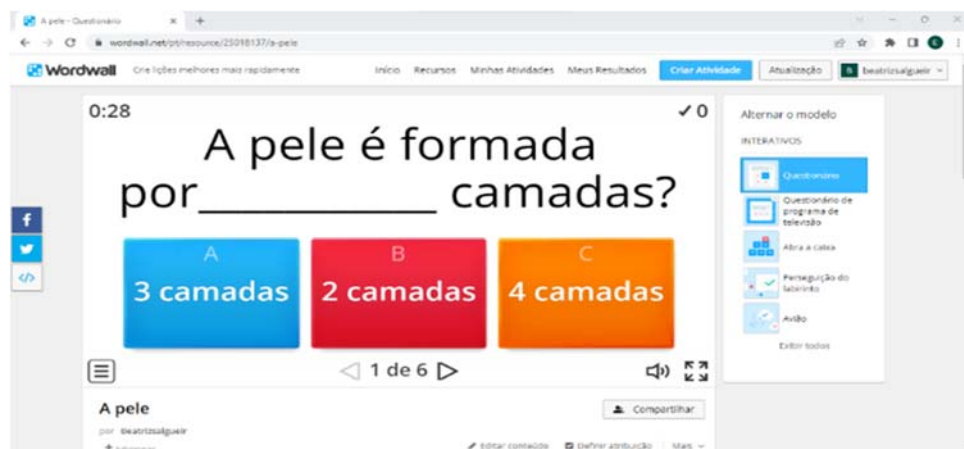 A pele - Questionário
wordwall.net/pt/resource/25018137/a-pele
Wordwall Crie lições melhores mais rapidamente Início Recursos Minhas Atividades Meus Resultados Criar Atividade Atualização B beatrizsalgueir
0:28 ✓ 0
A pele é formada
por____________ camadas?
A
3 camadas
B
2 camadas
C
4 camadas
1 de 6
A pele
por Beatrizsalgueir
Compartilhar
Editar conteúdo Definir atribuição Mais
Alternar o modelo
INTERATIVOS
Questionário
Questionário de
programa de
televisão
Abra a caixa
Perseguição do
labirinto
Avião
Exibir todos